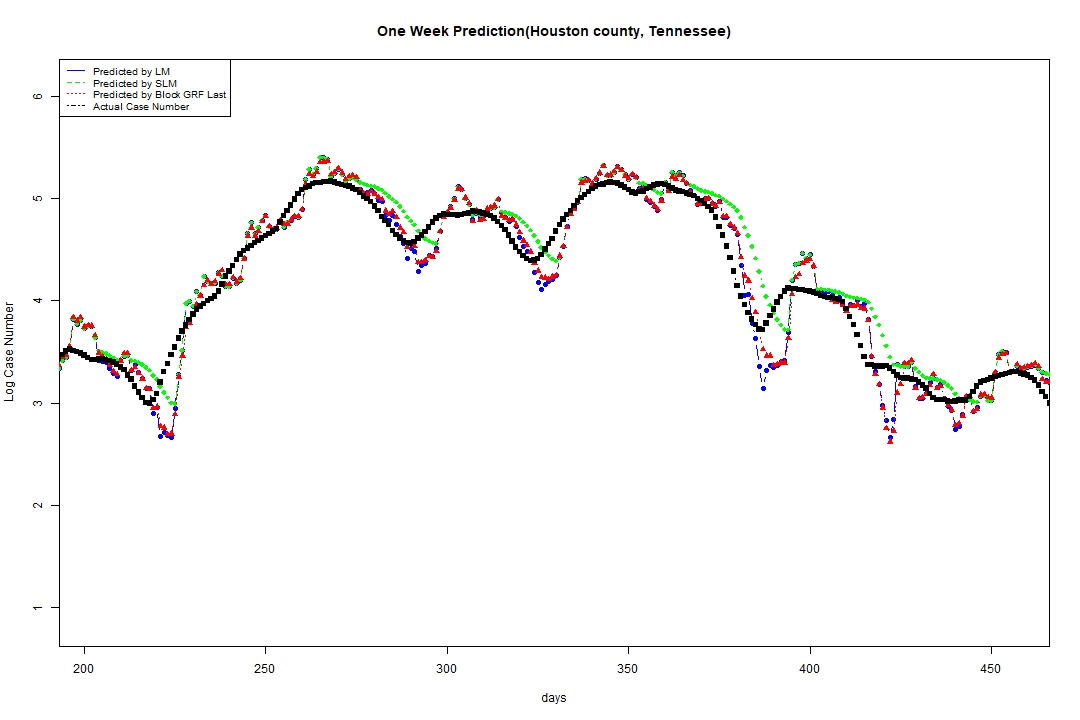 One Week Prediction(Houston county, Tennessee)
Predicted by LM
Predicted by SLM
Predicted by Block GRF Last
Actual Case Number
6
5
4
3
2
1
Log Case Number
200 250 300 350 400 450
days